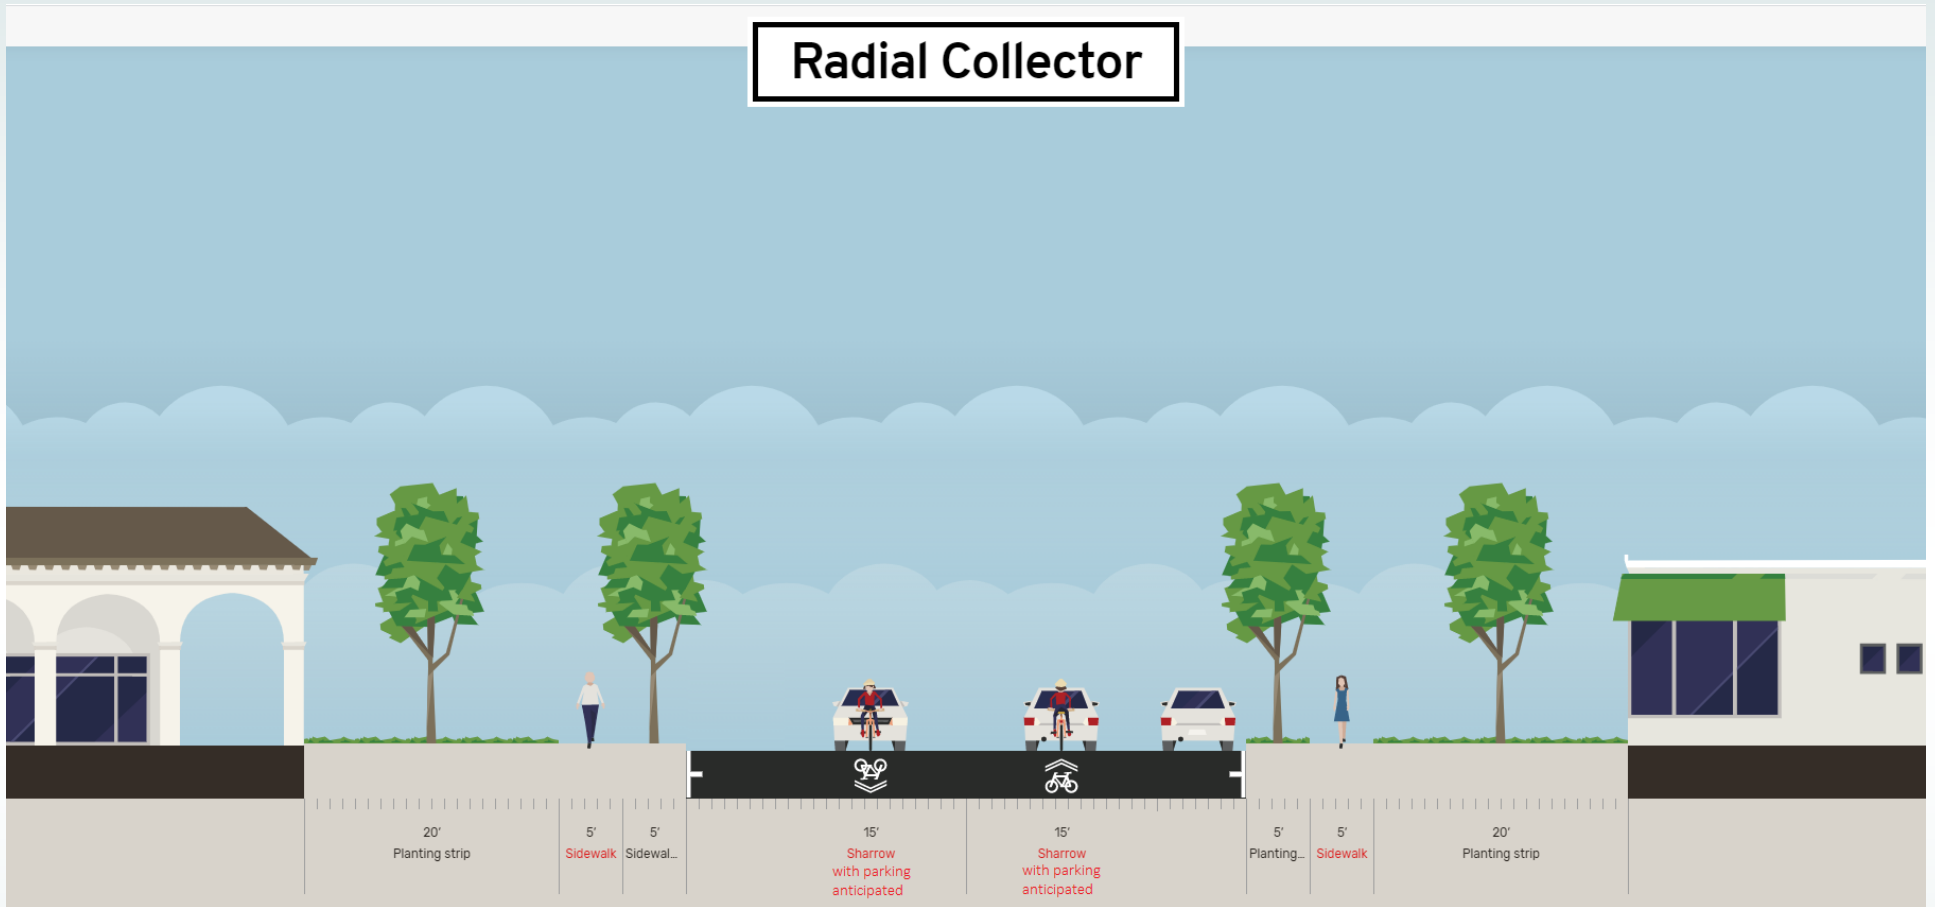 Radial Collector
20' 5' 5' 15' 15' 5' 5' 20'
Planting strip Sidewalk Sidewal... Sharrow Sharrow Planting... Sidewalk Planting strip
with parking with parking
anticipated anticipated